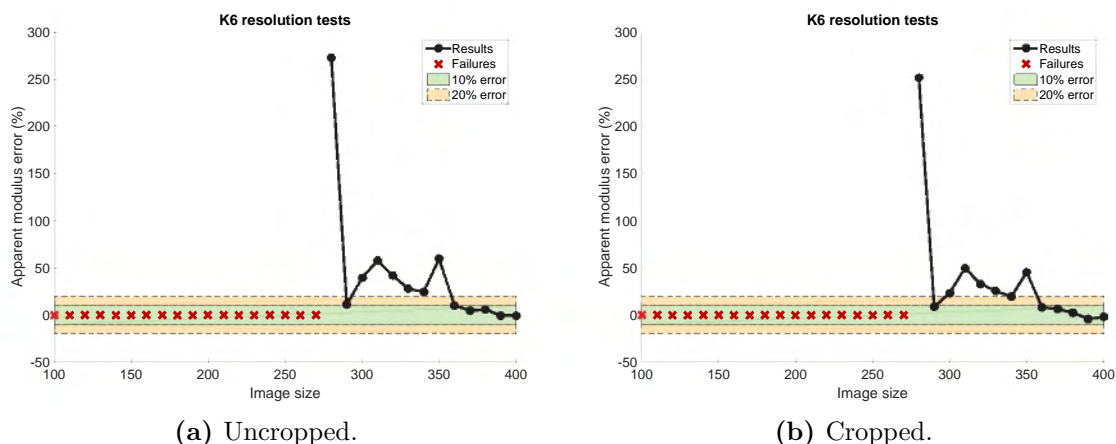 K6 resolution tests
300
250
200
150
100
50
0
-50
Apparent modulus error (%)
Results
Failures
10% error
20% error
100 150 200 250 300 350 400
Image size
(a) Uncropped.
K6 resolution tests
300
250
200
150
100
50
0
-50
Apparent modulus error (%)
Results
Failures
10% error
20% error
100 150 200 250 300 350 400
Image size
(b) Cropped.